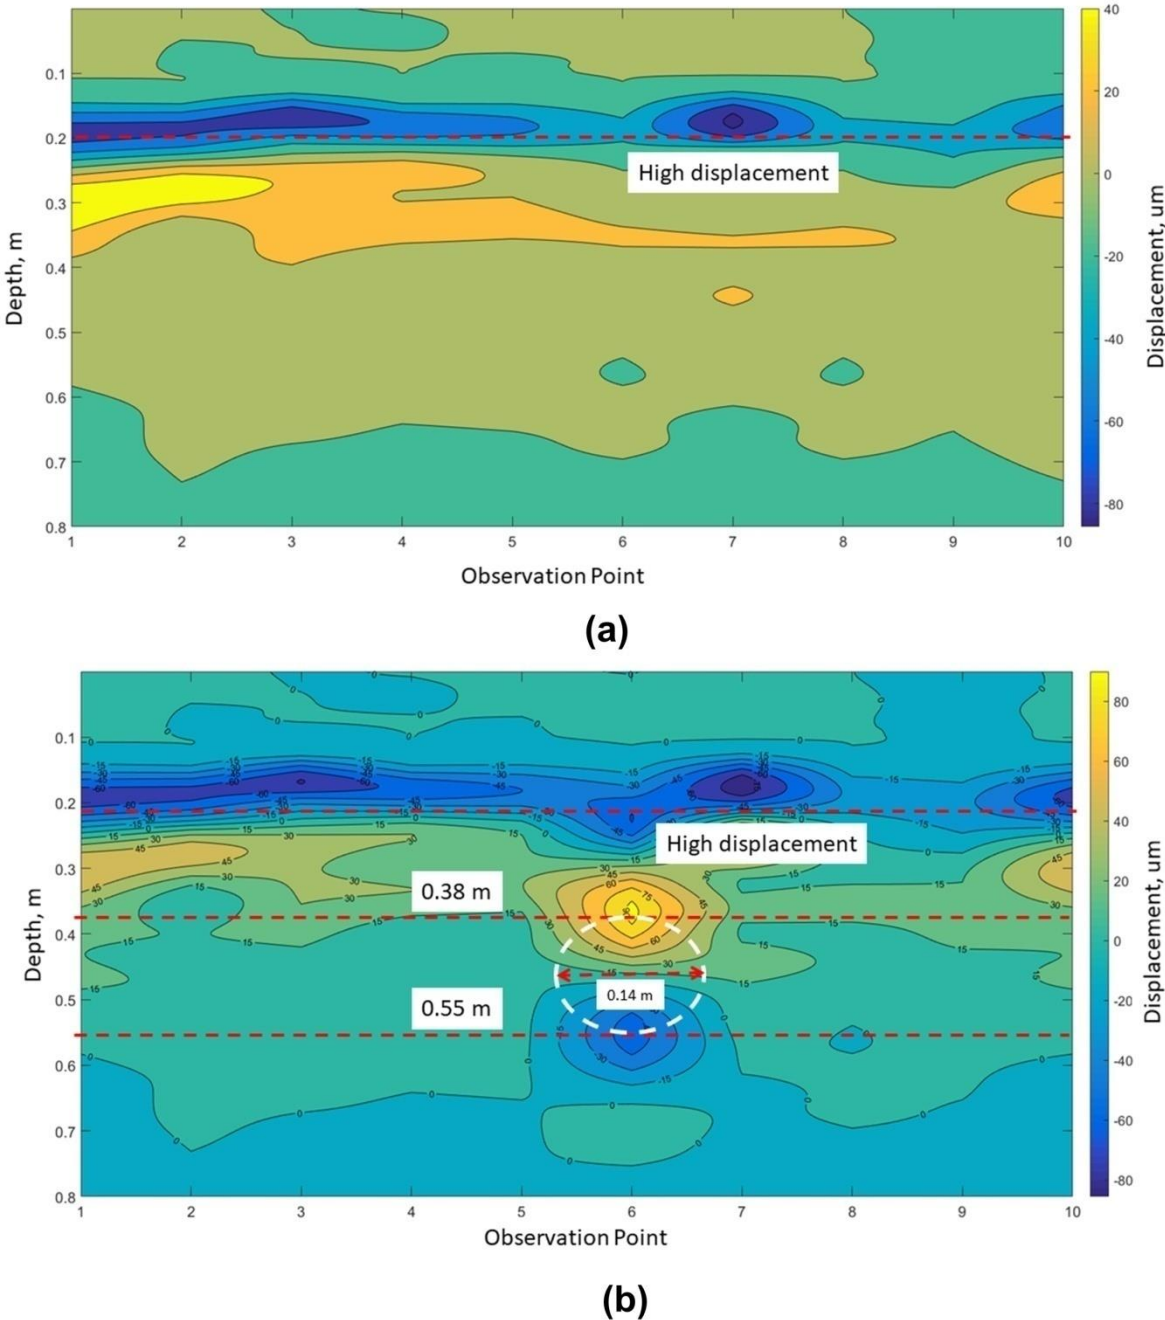 40
0.1
20
0.2
High displacement
0
0.3
-20
0.4
Depth, m
Displacement, um
0.5
-40
0.6
-60
0.7
-80
0.8
1 2 3 4 5 6 7 8 9 10
Observation Point
(a)
80
0.1
60
0.2
40
High displacement
0.3
0.38 m
20
0.4
Depth, m
Displacement, um
0
0.14 m
0.5
0.55 m
-20
0.6
-40
0.7
-60
-80
0.8
1 2 3 4 5 6 7 8 9 10
Observation Point
(b)